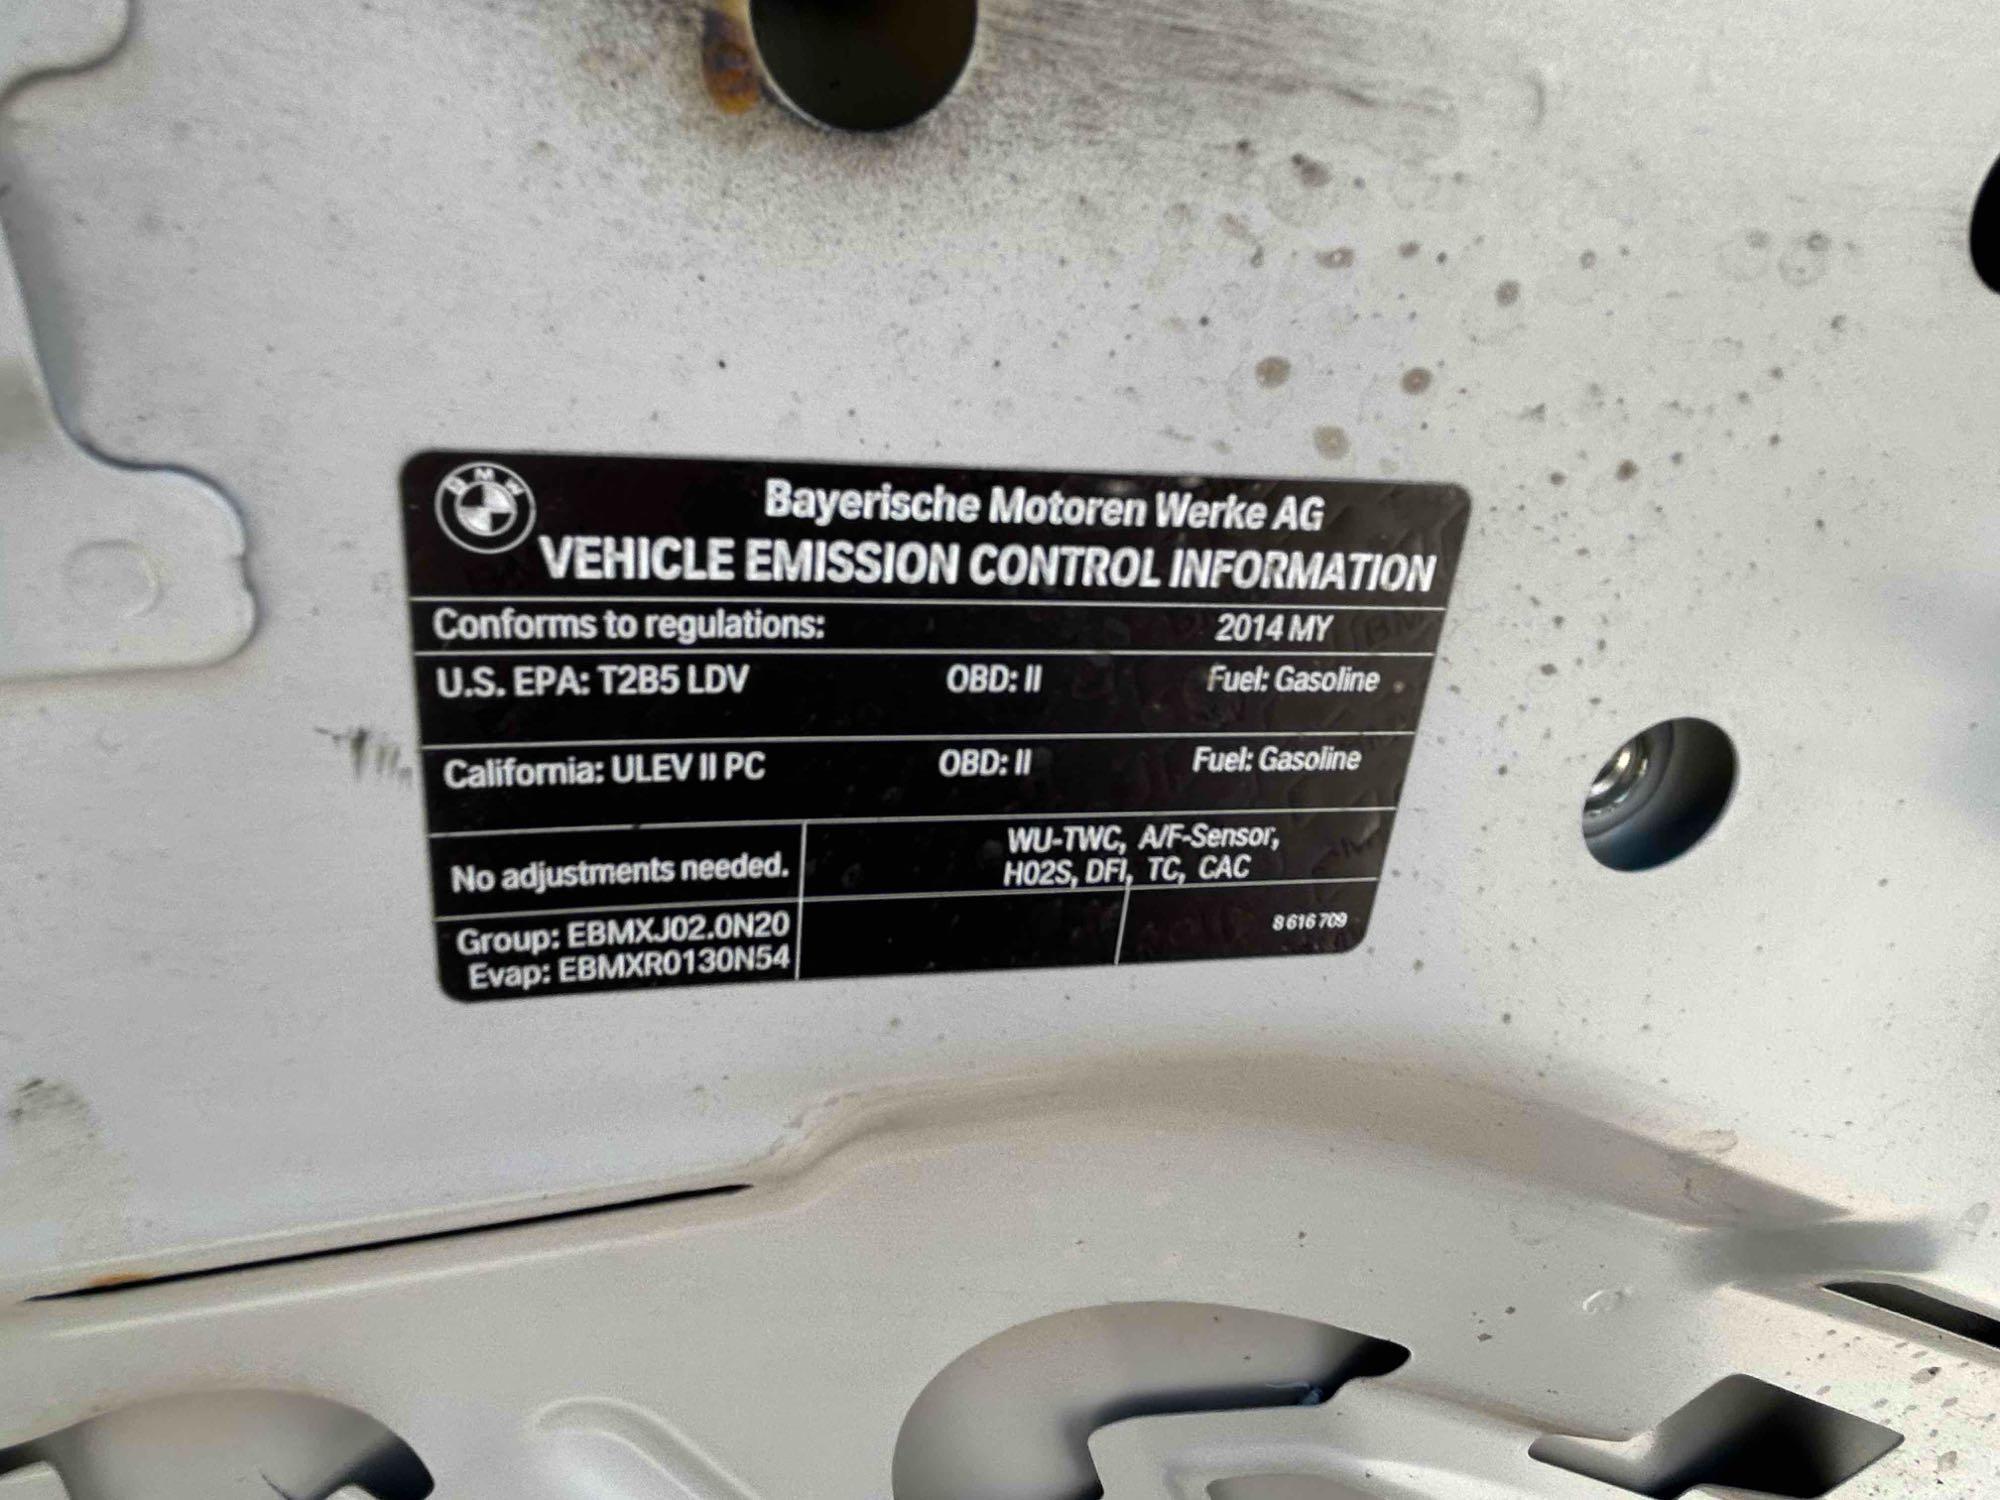 BMW
Bayerische Motoren Werke AG
VEHICLE EMISSION CONTROL INFORMATION
Conforms to regulations: 2014 MY
U.S. EPA: T2B5 LDV OBD: II Fuel: Gasoline
California: ULEV II PC OBD: II Fuel: Gasoline
No adjustments needed.
WU-TWC, A/F-Sensor,
H02S, DFI, TC, CAC
Group: EBMXJ02.0N20
Evap: EBMXR0130N54
8 616 709